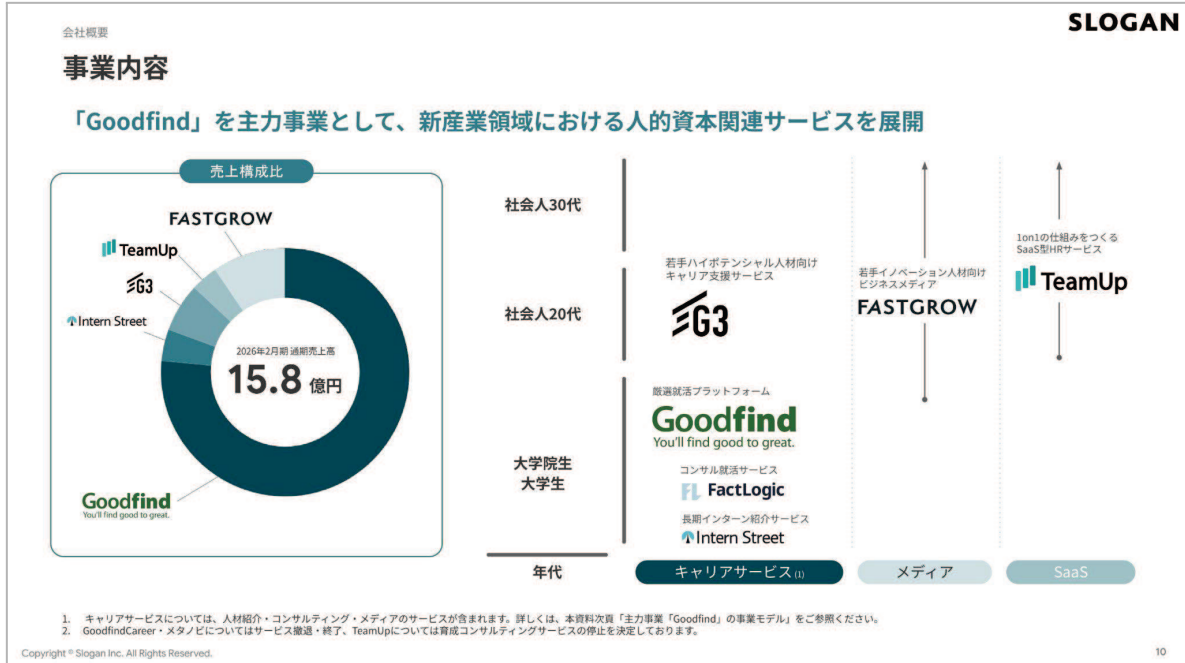 SLOGAN
会社概要
事業内容
「Goodfind」を主力事業として、新産業領域における人的資本関連サービスを展開
売上構成比
FASTGROW
TeamUp
G3
Intern Street
2026年2月期 通期売上高
15.8 億円
Goodfind
You'll find good to great.
社会人30代
社会人20代
大学院生
大学生
年代
若手ハイポテンシャル人材向け
キャリア支援サービス
G3
厳選就活プラットフォーム
Goodfind
You'll find good to great.
コンサル就活サービス
FL FactLogic
長期インターン紹介サービス
Intern Street
キャリアサービス (1)
若手イノベーション人材向け
ビジネスメディア
FASTGROW
メディア
1on1の仕組みをつくる
SaaS型HRサービス
TeamUp
SaaS
1. キャリアサービスについては、人材紹介・コンサルティング・メディアのサービスが含まれます。詳しくは、本資料次頁「主力事業「Goodfind」の事業モデル」をご参照ください。
2. GoodfindCareer・メタノビについてはサービス撤退・終了、TeamUpについては育成コンサルティングサービスの停止を決定しております。
Copyright © Slogan Inc. All Rights Reserved.
10